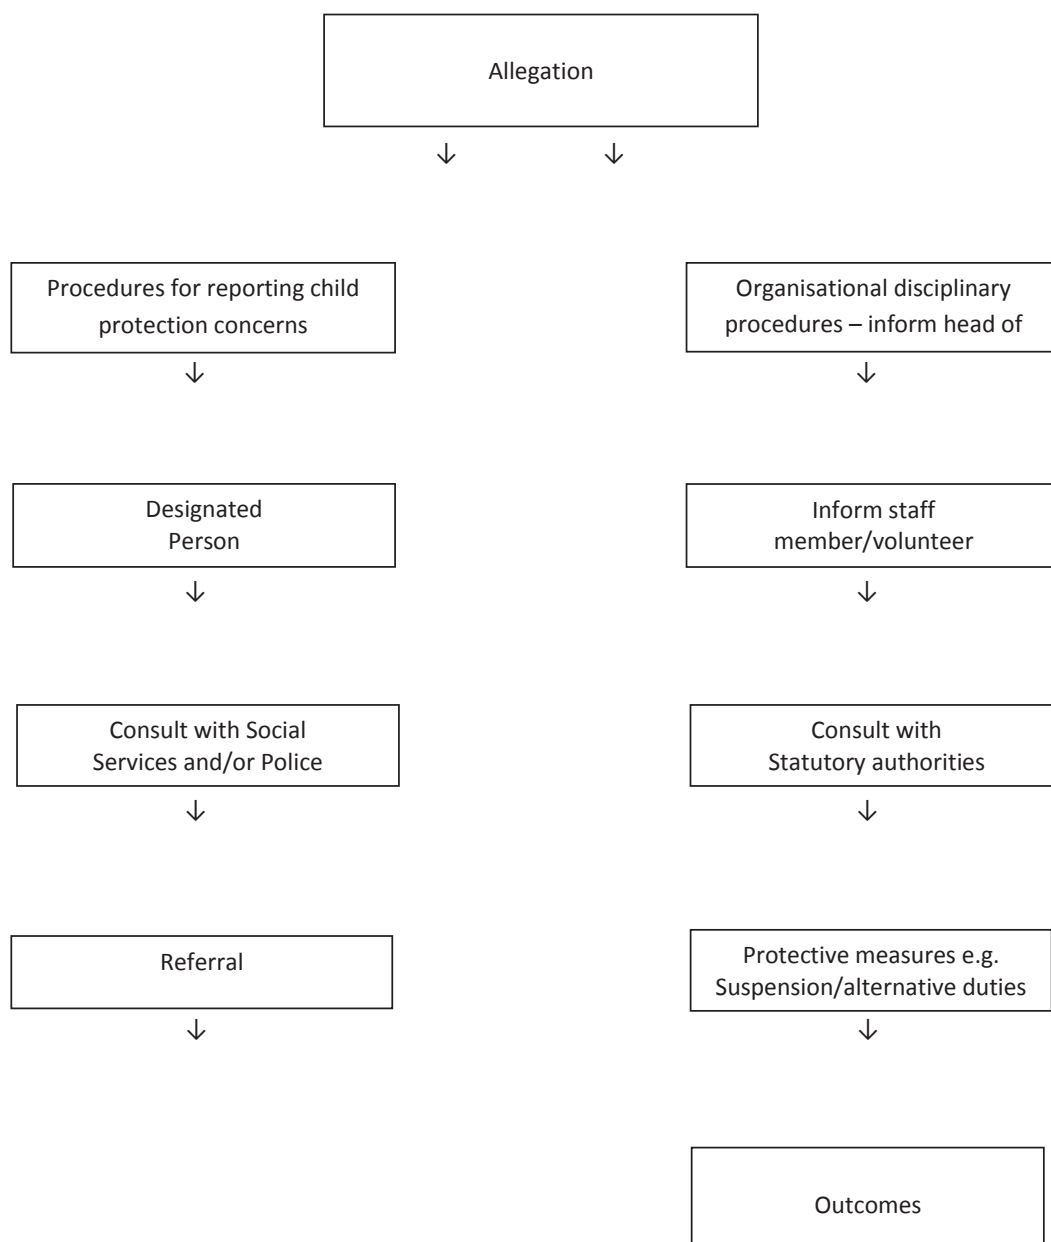 Allegation
Procedures for reporting child
protection concerns
Organisational disciplinary
procedures – inform head of
Designated
Person
Inform staff
member/volunteer
Consult with Social
Services and/or Police
Consult with
Statutory authorities
Referral
Protective measures e.g.
Suspension/alternative duties
Outcomes